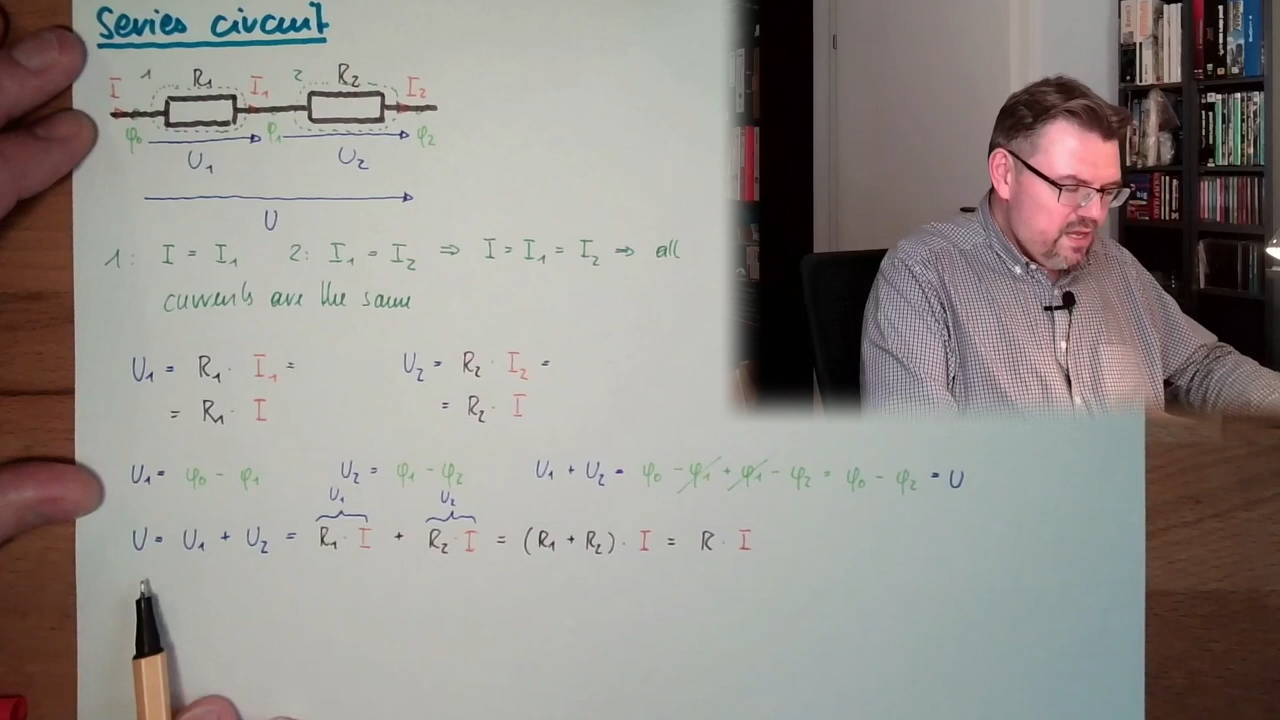 Series circuit
I 1 R₁ I₁ 2 R₂ I₂
φ₀ φ₁ φ₂
U₁ U₂
U
1: I = I₁ 2: I₁ = I₂ ⇒ I = I₁ = I₂ ⇒ all
currents are the same
U₁ = R₁ · I₁ = U₂ = R₂ · I₂ =
= R₁ · I = R₂ · I
U₁ = φ₀ - φ₁ U₂ = φ₁ - φ₂ U₁ + U₂ = φ₀ - φ₁ + φ₁ - φ₂ = φ₀ - φ₂ = U
U₁ U₂
U = U₁ + U₂ = R₁ · I + R₂ · I = (R₁ + R₂) · I = R · I